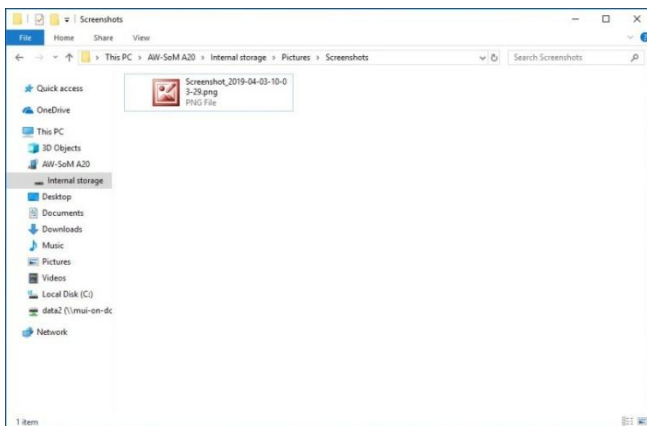 Screenshots
File Home Share View
This PC > AW-SoM A20 > Internal storage > Pictures > Screenshots
Search Screenshots
Quick access
OneDrive
This PC
3D Objects
AW-SoM A20
Internal storage
Desktop
Documents
Downloads
Music
Pictures
Videos
Local Disk (C:)
data2 (\\mui-on-dc
Network
Screenshot_2019-04-03-10-0
3-29.png
PNG File
1 item